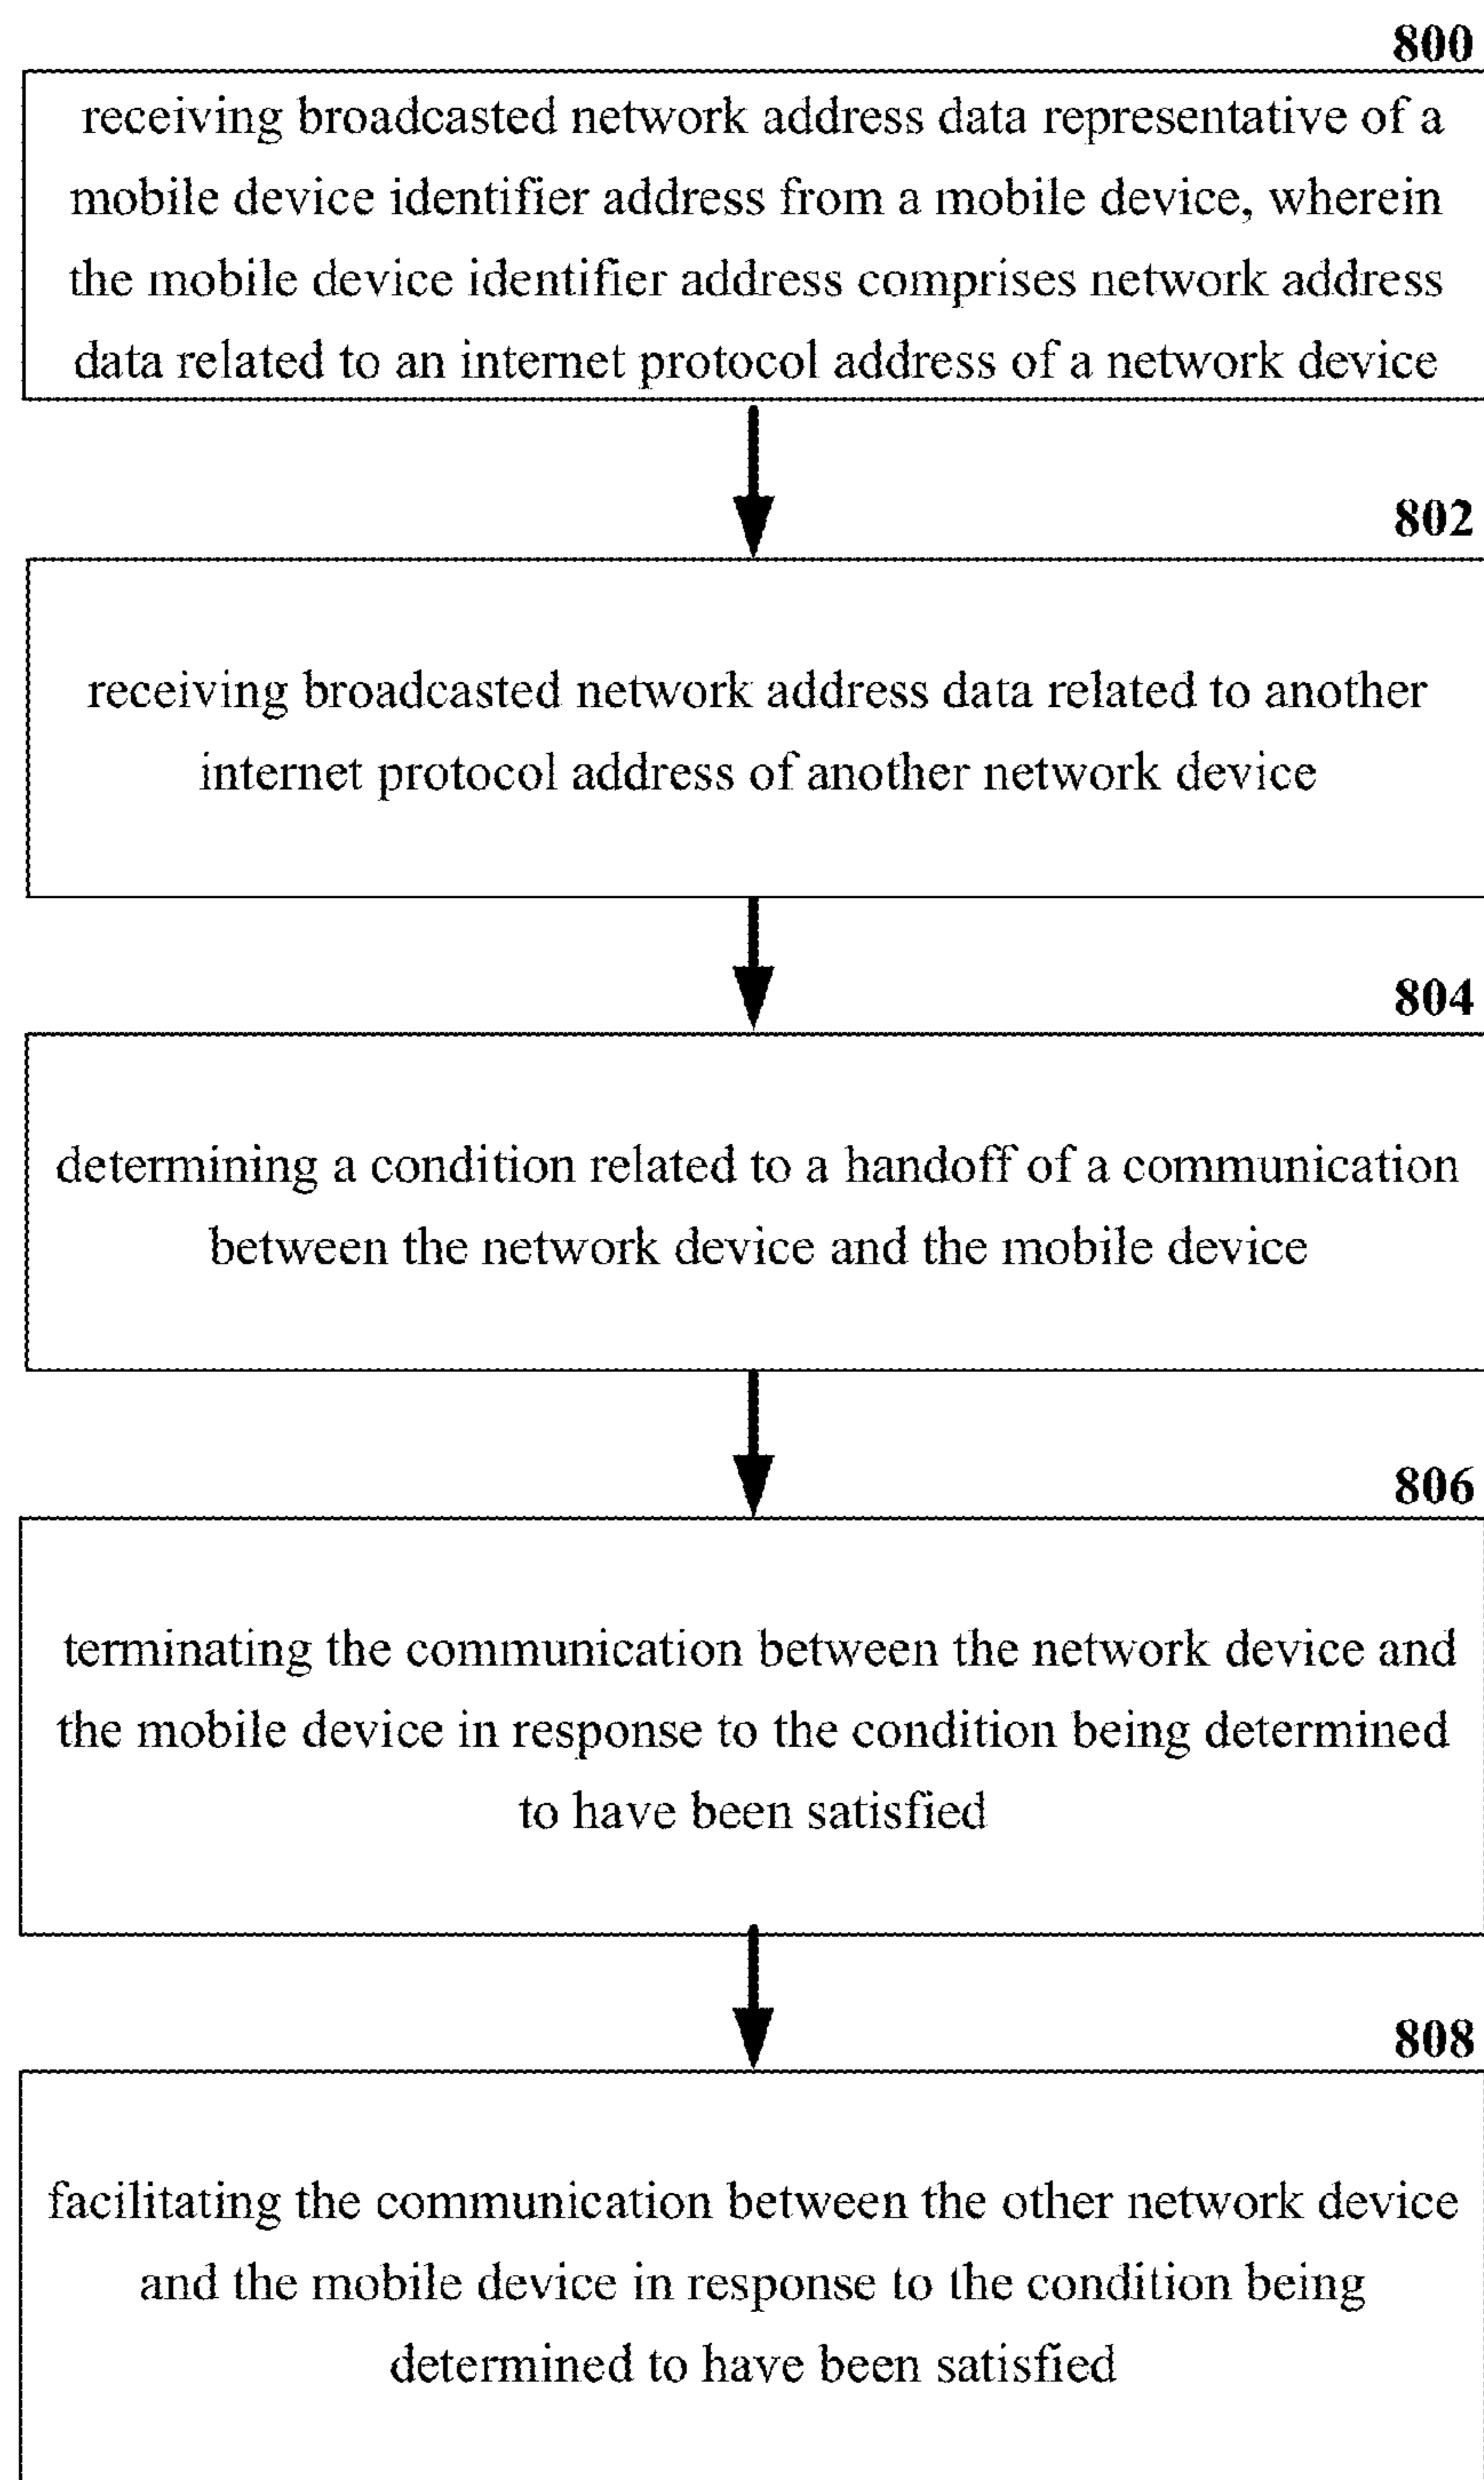 800
receiving broadcasted network address data representative of a
mobile device identifier address from a mobile device, wherein
the mobile device identifier address comprises network address
data related to an internet protocol address of a network device
802
receiving broadcasted network address data related to another
internet protocol address of another network device
804
determining a condition related to a handoff of a communication
between the network device and the mobile device
806
terminating the communication between the network device and
the mobile device in response to the condition being determined
to have been satisfied
808
facilitating the communication between the other network device
and the mobile device in response to the condition being
determined to have been satisfied